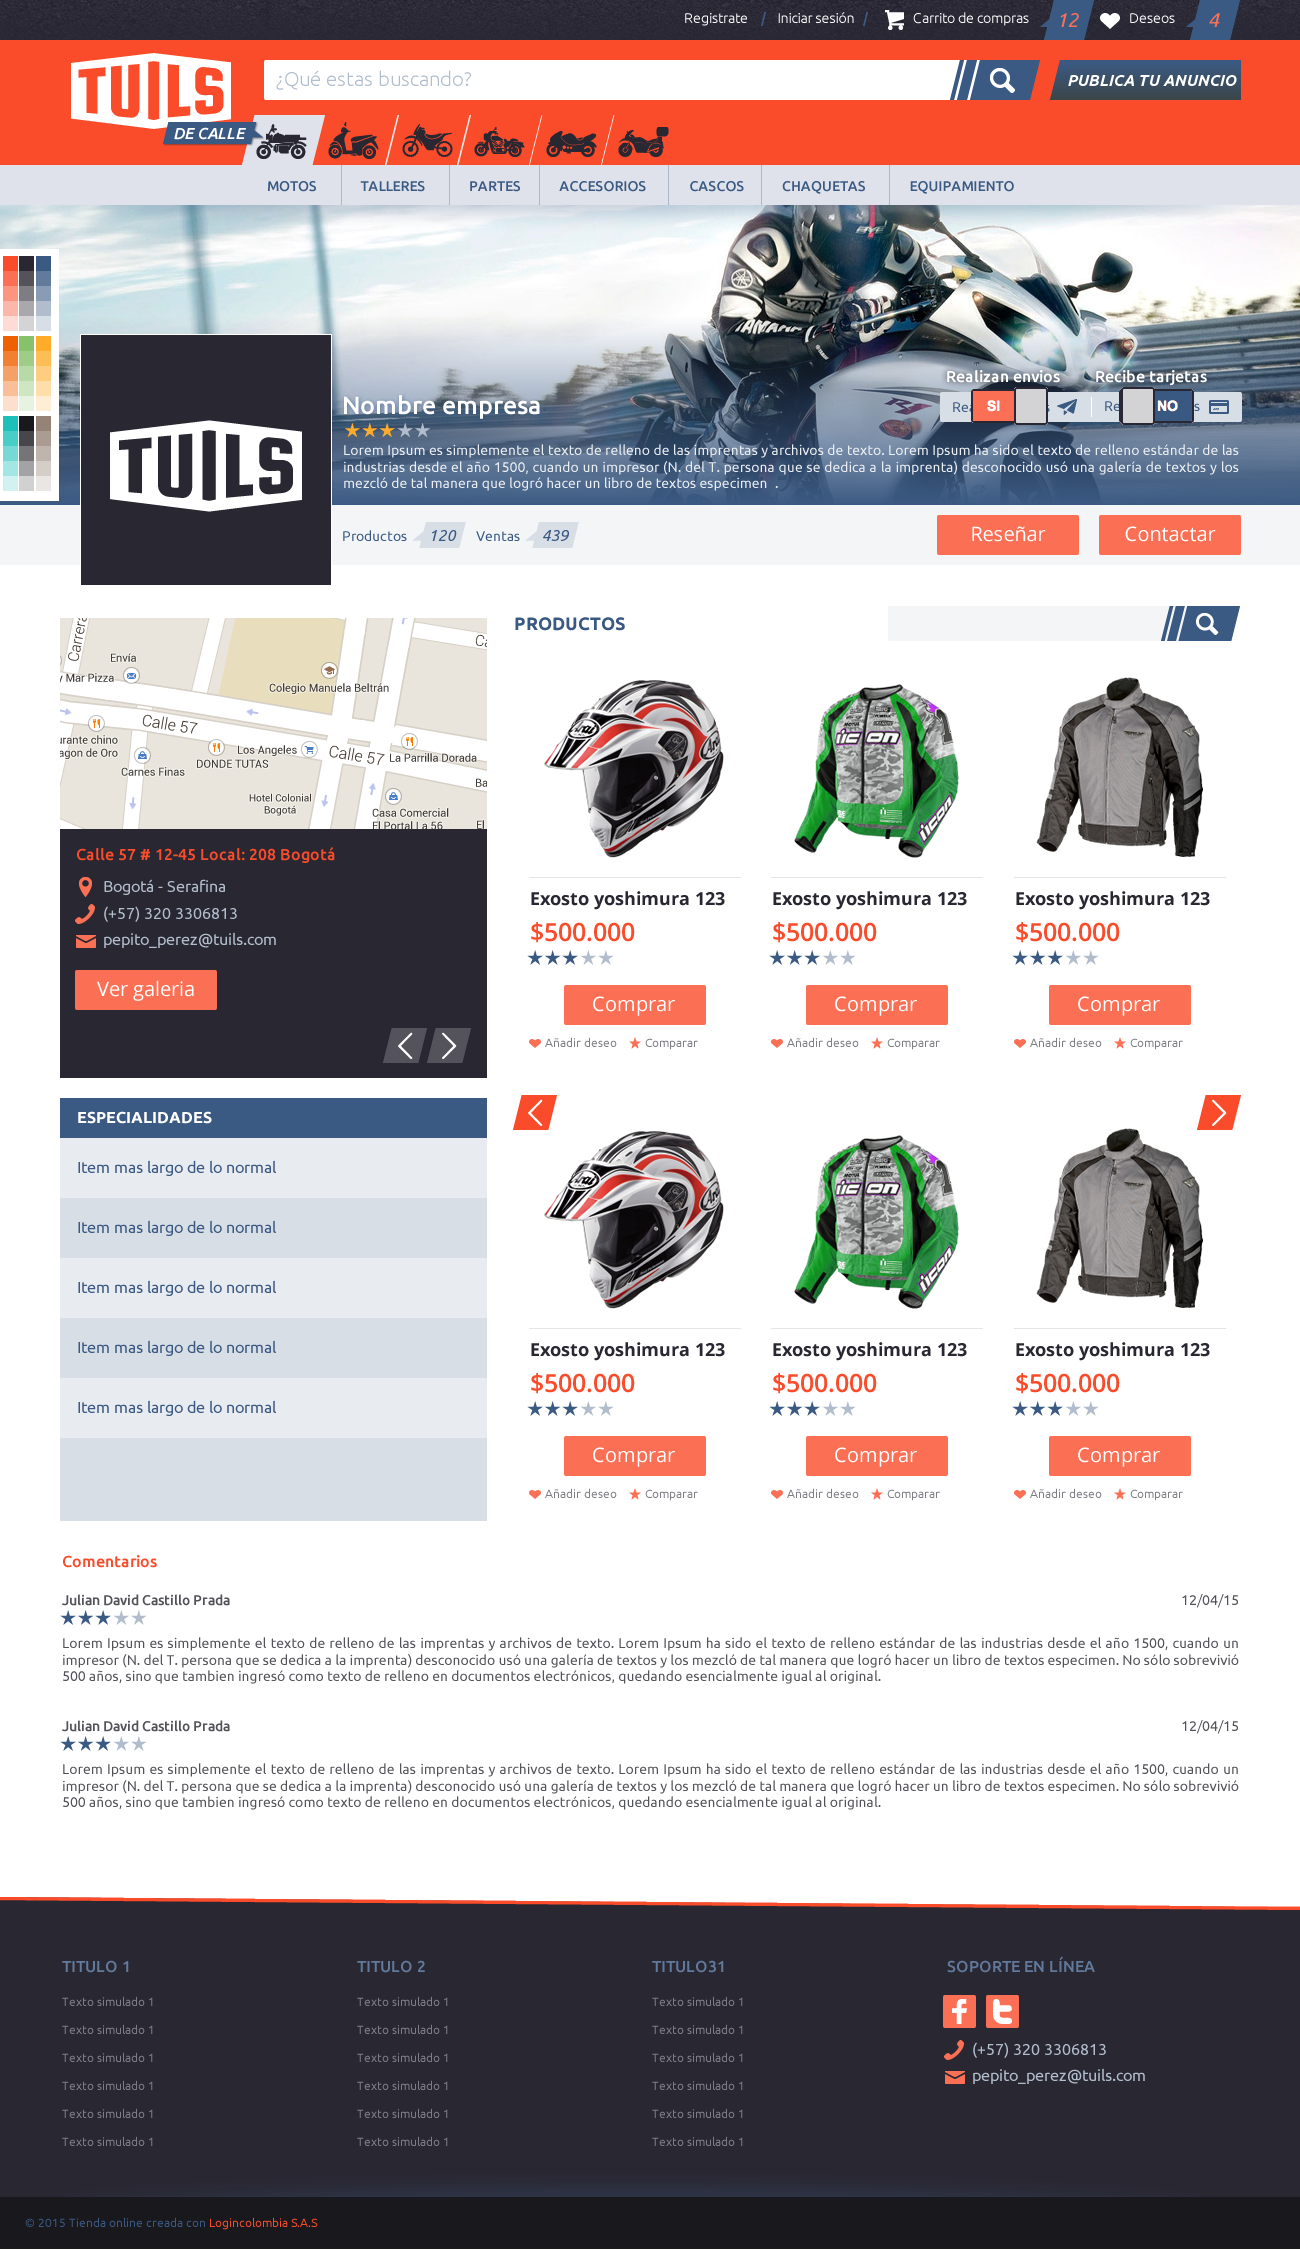 Registrate / Iniciar sesión / Carrito de compras 12 Deseos 4
TUILS
DE CALLE
¿Qué estas buscando?
PUBLICA TU ANUNCIO
MOTOS TALLERES PARTES ACCESORIOS CASCOS CHAQUETAS EQUIPAMIENTO
YAMAHA
R1
Realizan envios Recibe tarjetas
SI NO
Nombre empresa
Lorem Ipsum es simplemente el texto de relleno de las imprentas y archivos de texto. Lorem Ipsum ha sido el texto de relleno estándar de las
industrias desde el año 1500, cuando un impresor (N. del T. persona que se dedica a la imprenta) desconocido usó una galería de textos y los
mezcló de tal manera que logró hacer un libro de textos especimen .
TUILS
Productos 120 Ventas 439
Reseñar Contactar
Carrera
Envía
y Mar Pizza
Colegio Manuela Beltrán
Calle 57
urante chino
agon de Oro
Los Angeles
DONDE TUTAS
Calle 57
La Parrilla Dorada
Carnes Finas
Hotel Colonial
Bogotá
Casa Comercial
El Portal La 56
Calle 57 # 12-45 Local: 208 Bogotá
Bogotá - Serafina
(+57) 320 3306813
pepito_perez@tuils.com
Ver galeria
ESPECIALIDADES
Item mas largo de lo normal
Item mas largo de lo normal
Item mas largo de lo normal
Item mas largo de lo normal
Item mas largo de lo normal
PRODUCTOS
Arai
icon
icon
Exosto yoshimura 123 Exosto yoshimura 123 Exosto yoshimura 123
$500.000 $500.000 $500.000
Comprar Comprar Comprar
Añadir deseo Comparar Añadir deseo Comparar Añadir deseo Comparar
Arai
icon
icon
Exosto yoshimura 123 Exosto yoshimura 123 Exosto yoshimura 123
$500.000 $500.000 $500.000
Comprar Comprar Comprar
Añadir deseo Comparar Añadir deseo Comparar Añadir deseo Comparar
Comentarios
Julian David Castillo Prada 12/04/15
Lorem Ipsum es simplemente el texto de relleno de las imprentas y archivos de texto. Lorem Ipsum ha sido el texto de relleno estándar de las industrias desde el año 1500, cuando un
impresor (N. del T. persona que se dedica a la imprenta) desconocido usó una galería de textos y los mezcló de tal manera que logró hacer un libro de textos especimen. No sólo sobrevivió
500 años, sino que tambien ingresó como texto de relleno en documentos electrónicos, quedando esencialmente igual al original.
Julian David Castillo Prada 12/04/15
Lorem Ipsum es simplemente el texto de relleno de las imprentas y archivos de texto. Lorem Ipsum ha sido el texto de relleno estándar de las industrias desde el año 1500, cuando un
impresor (N. del T. persona que se dedica a la imprenta) desconocido usó una galería de textos y los mezcló de tal manera que logró hacer un libro de textos especimen. No sólo sobrevivió
500 años, sino que tambien ingresó como texto de relleno en documentos electrónicos, quedando esencialmente igual al original.
TITULO 1 TITULO 2 TITULO31 SOPORTE EN LÍNEA
Texto simulado 1 Texto simulado 1 Texto simulado 1
Texto simulado 1 Texto simulado 1 Texto simulado 1
Texto simulado 1 Texto simulado 1 Texto simulado 1
Texto simulado 1 Texto simulado 1 Texto simulado 1
Texto simulado 1 Texto simulado 1 Texto simulado 1
Texto simulado 1 Texto simulado 1 Texto simulado 1
(+57) 320 3306813
pepito_perez@tuils.com
© 2015 Tienda online creada con Logincolombia S.A.S